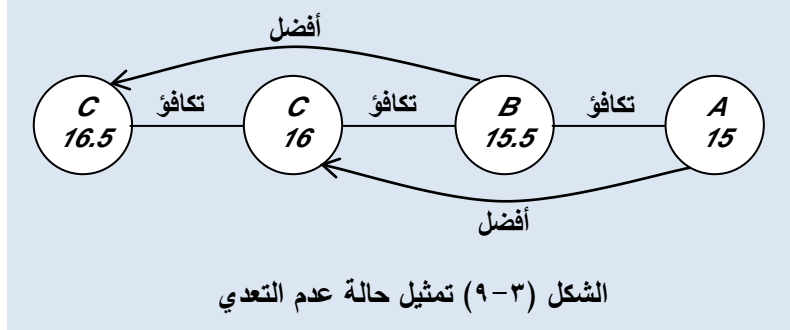 أفضل
تكافؤ تكافؤ تكافؤ
A B C C
15 15.5 16 16.5
أفضل
الشكل (٣-٩) تمثيل حالة عدم التعدي